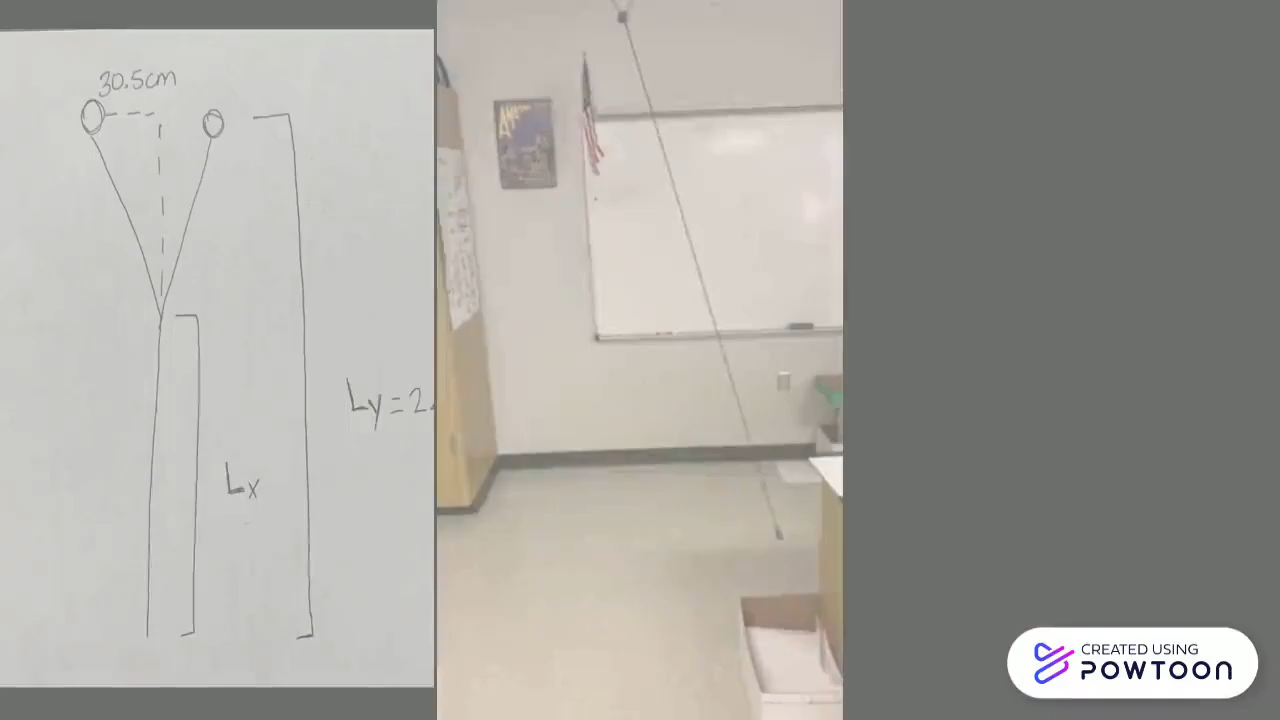 30.5cm
Ly = 2.
Lx
CREATED USING
POWTOON